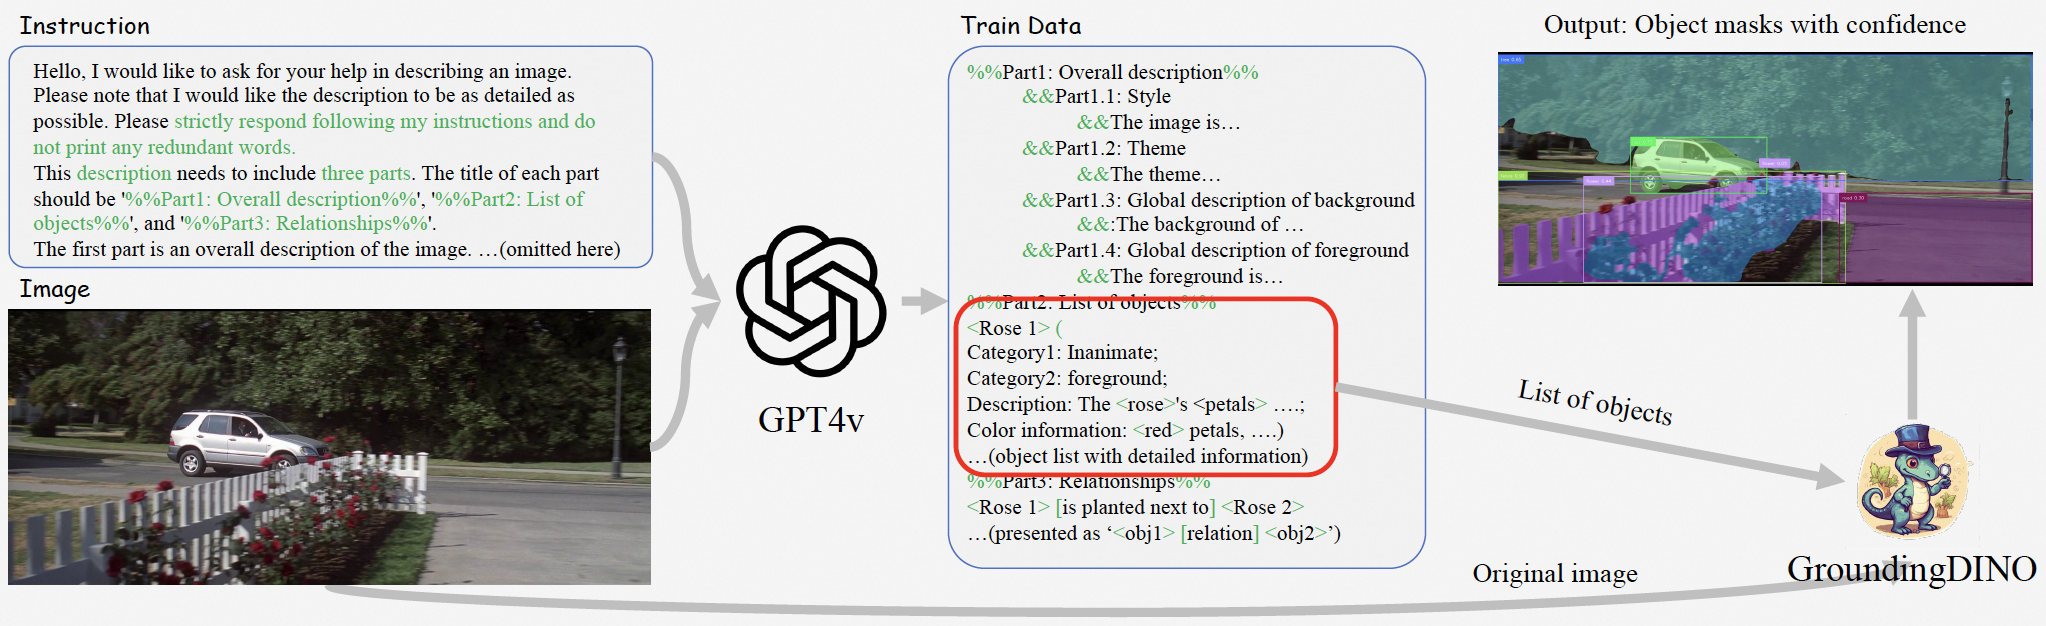 Instruction
Hello, I would like to ask for your help in describing an image.
Please note that I would like the description to be as detailed as
possible. Please strictly respond following my instructions and do
not print any redundant words.
This description needs to include three parts. The title of each part
should be '%%Part1: Overall description%%', '%%Part2: List of
objects%%', and '%%Part3: Relationships%%'.
The first part is an overall description of the image. …(omitted here)
Image
GPT4v
Train Data
%%Part1: Overall description%%
&&Part1.1: Style
&&The image is…
&&Part1.2: Theme
&&The theme…
&&Part1.3: Global description of background
&&:The background of …
&&Part1.4: Global description of foreground
&&The foreground is…
%%Part2: List of objects%%
<Rose 1> (
Category1: Inanimate;
Category2: foreground;
Description: The <rose>'s <petals> ….;
Color information: <red> petals, ….)
…(object list with detailed information)
%%Part3: Relationships%%
<Rose 1> [is planted next to] <Rose 2>
…(presented as ‘<obj1> [relation] <obj2>’)
Output: Object masks with confidence
List of objects
Original image
GroundingDINO